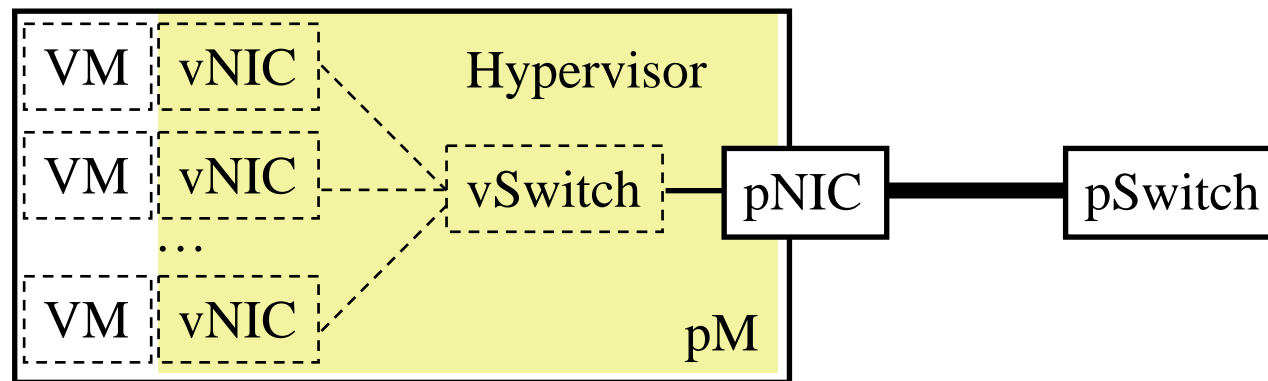 VM vNIC Hypervisor
VM vNIC vSwitch pNIC pSwitch
...
VM vNIC pM